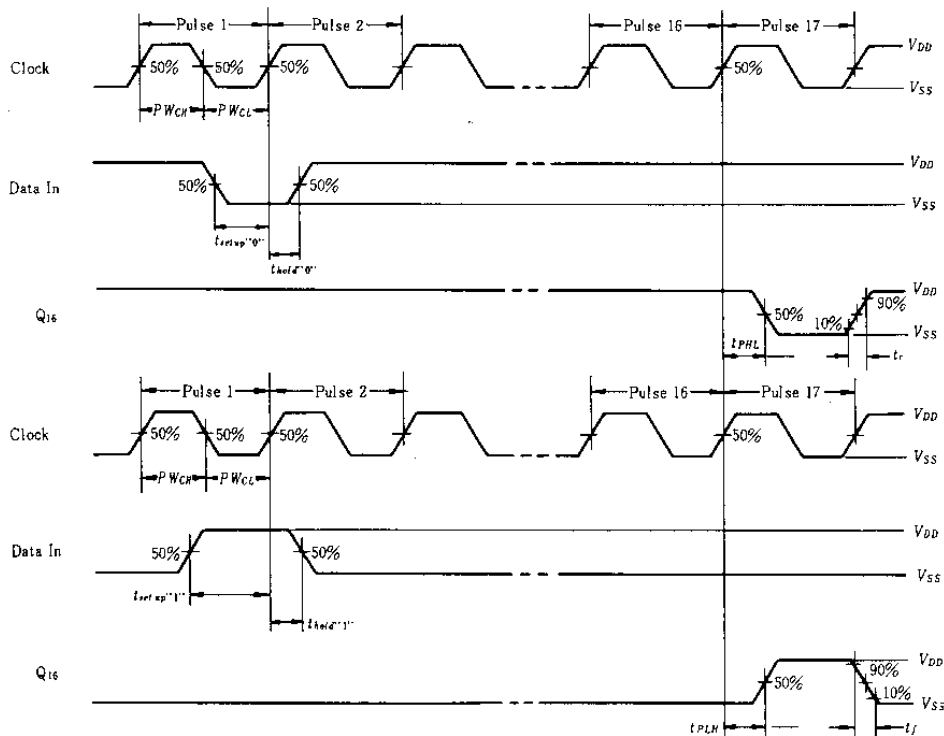 Pulse 1 Pulse 2 Pulse 16 Pulse 17
Clock 50% 50% 50% 50% VDD
VSS
PWCH PWCL
Data In 50% 50% VDD
VSS
tsetup"0"
thold"0"
Q16 VDD
50% 10% 90%
VSS
tPHL tr
Pulse 1 Pulse 2 Pulse 16 Pulse 17
Clock 50% 50% 50% 50% VDD
VSS
PWCH PWCL
Data In 50% 50% VDD
VSS
tsetup"1"
thold"1"
Q16 VDD
50% 90%
10% VSS
tPLH tf